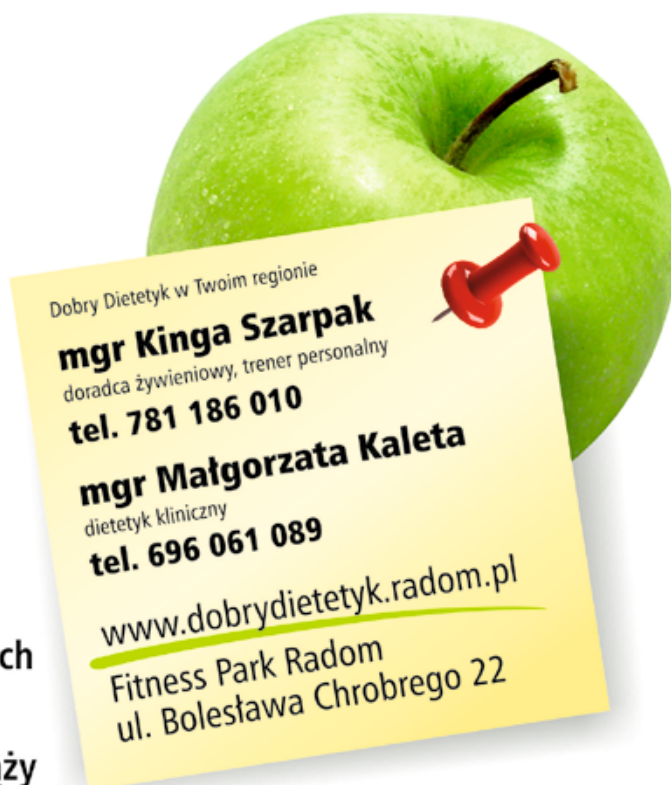 Dobry Dietetyk w Twoim regionie
mgr Kinga Szarpak
doradca żywieniowy, trener personalny
tel. 781 186 010
mgr Małgorzata Kaleta
dietetyk kliniczny
tel. 696 061 089
www.dobrydietetyk.radom.pl
Fitness Park Radom
ul. Bolesława Chrobrego 22